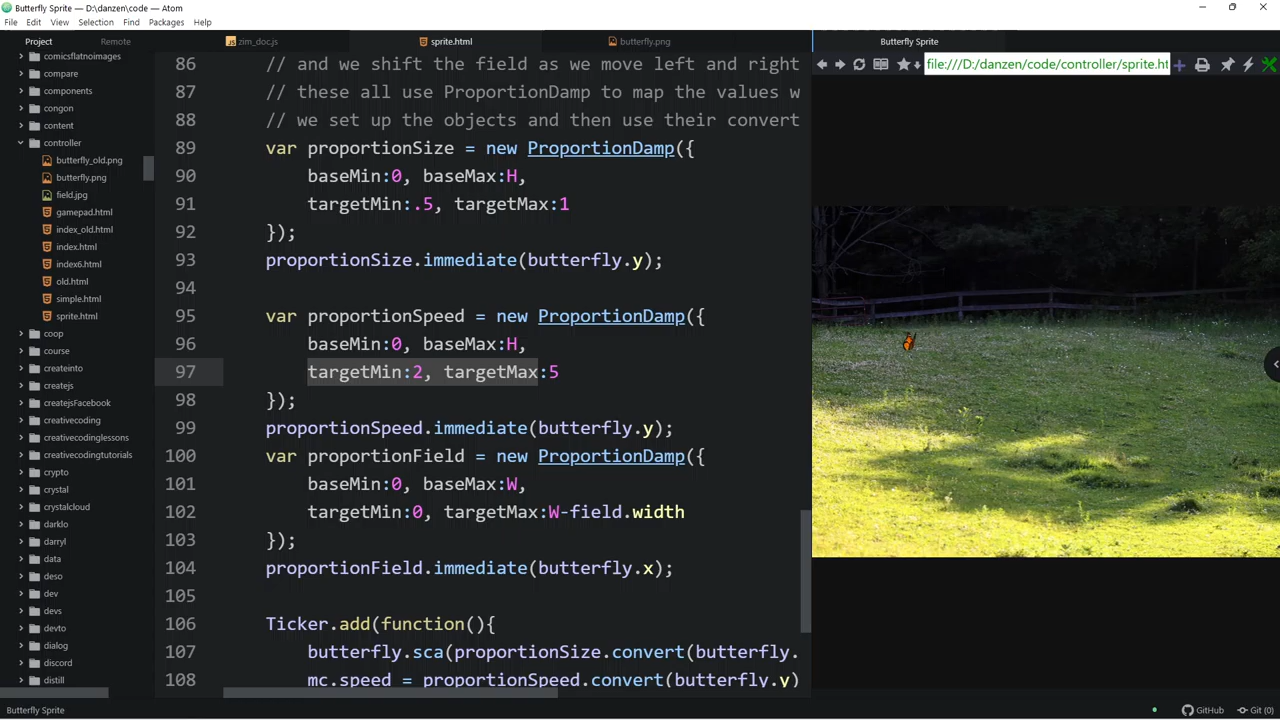 Butterfly Sprite — D:\danzen\code — Atom
File Edit View Selection Find Packages Help
Project Remote zim_doc.js sprite.html butterfly.png Butterfly Sprite
file:///D:/danzen/code/controller/sprite.ht
comicsflatnoimages
compare
components
congon
content
controller
butterfly_old.png
butterfly.png
field.jpg
gamepad.html
index_old.html
index.html
index6.html
old.html
simple.html
sprite.html
coop
course
createinto
createjs
createjsFacebook
creativecoding
creativecodinglessons
creativecodingtutorials
crypto
crystal
crystalcloud
darklo
darryl
data
deso
dev
devs
devto
dialog
discord
distill
86 // and we shift the field as we move left and right
87 // these all use ProportionDamp to map the values w
88 // we set up the objects and then use their convert
89 var proportionSize = new ProportionDamp({
90 baseMin:0, baseMax:H,
91 targetMin:.5, targetMax:1
92 });
93 proportionSize.immediate(butterfly.y);
94
95 var proportionSpeed = new ProportionDamp({
96 baseMin:0, baseMax:H,
97 targetMin:2, targetMax:5
98 });
99 proportionSpeed.immediate(butterfly.y);
100 var proportionField = new ProportionDamp({
101 baseMin:0, baseMax:W,
102 targetMin:0, targetMax:W-field.width
103 });
104 proportionField.immediate(butterfly.x);
105
106 Ticker.add(function(){
107 butterfly.sca(proportionSize.convert(butterfly.
108 mc.speed = proportionSpeed.convert(butterfly.y)
Butterfly Sprite GitHub Git (0)